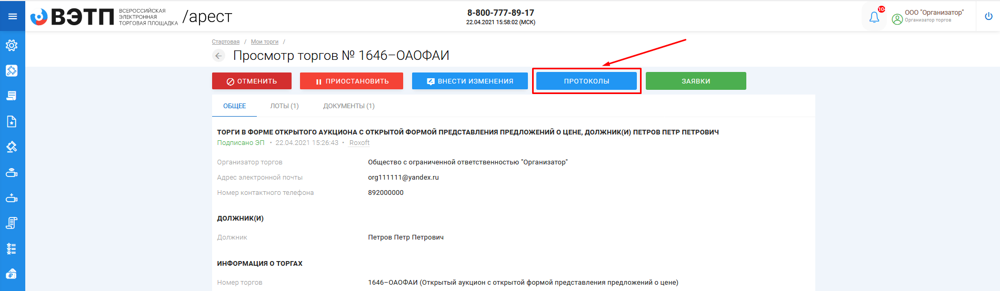 ВЭТП
ВСЕРОССИЙСКАЯ
ЭЛЕКТРОННАЯ
ТОРГОВАЯ ПЛОЩАДКА
/арест
8-800-777-89-17
22.04.2021 15:58:02 (МСК)
10+
ООО "Организатор"
Организатор торгов
Стартовая / Мои торги /
Просмотр торгов № 1646–ОАОФАИ
ОТМЕНИТЬ ПРИОСТАНОВИТЬ ВНЕСТИ ИЗМЕНЕНИЯ ПРОТОКОЛЫ ЗАЯВКИ
ОБЩЕЕ ЛОТЫ (1) ДОКУМЕНТЫ (1)
ТОРГИ В ФОРМЕ ОТКРЫТОГО АУКЦИОНА С ОТКРЫТОЙ ФОРМОЙ ПРЕДСТАВЛЕНИЯ ПРЕДЛОЖЕНИЙ О ЦЕНЕ, ДОЛЖНИК(И) ПЕТРОВ ПЕТР ПЕТРОВИЧ
Подписано ЭП • 22.04.2021 15:26:43 • Roxoft
Организатор торгов Общество с ограниченной ответственностью "Организатор"
Адрес электронной почты org111111@yandex.ru
Номер контактного телефона 892000000
ДОЛЖНИК(И)
Должник Петров Петр Петрович
ИНФОРМАЦИЯ О ТОРГАХ
Номер торгов 1646–ОАОФАИ (Открытый аукцион с открытой формой представления предложений о цене)